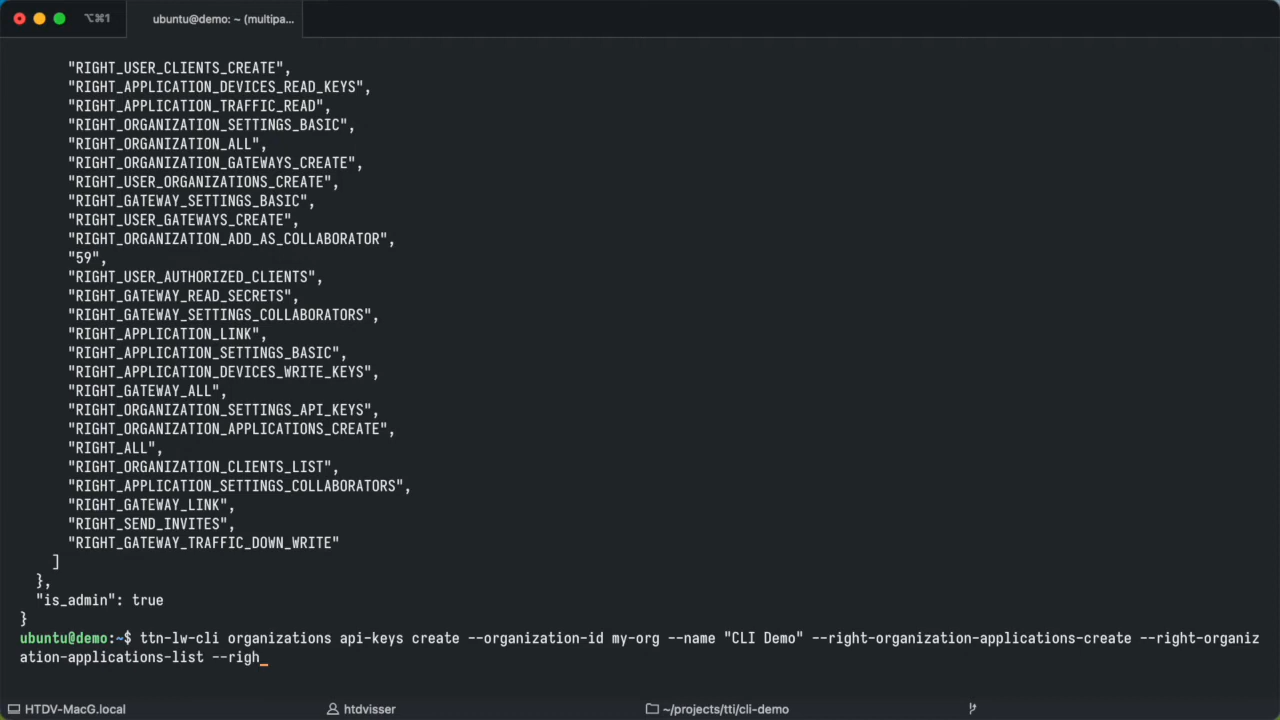 ⌥⌘1
ubuntu@demo: ~ (multipa...
"RIGHT_USER_CLIENTS_CREATE",
"RIGHT_APPLICATION_DEVICES_READ_KEYS",
"RIGHT_APPLICATION_TRAFFIC_READ",
"RIGHT_ORGANIZATION_SETTINGS_BASIC",
"RIGHT_ORGANIZATION_ALL",
"RIGHT_ORGANIZATION_GATEWAYS_CREATE",
"RIGHT_USER_ORGANIZATIONS_CREATE",
"RIGHT_GATEWAY_SETTINGS_BASIC",
"RIGHT_USER_GATEWAYS_CREATE",
"RIGHT_ORGANIZATION_ADD_AS_COLLABORATOR",
"59",
"RIGHT_USER_AUTHORIZED_CLIENTS",
"RIGHT_GATEWAY_READ_SECRETS",
"RIGHT_GATEWAY_SETTINGS_COLLABORATORS",
"RIGHT_APPLICATION_LINK",
"RIGHT_APPLICATION_SETTINGS_BASIC",
"RIGHT_APPLICATION_DEVICES_WRITE_KEYS",
"RIGHT_GATEWAY_ALL",
"RIGHT_ORGANIZATION_SETTINGS_API_KEYS",
"RIGHT_ORGANIZATION_APPLICATIONS_CREATE",
"RIGHT_ALL",
"RIGHT_ORGANIZATION_CLIENTS_LIST",
"RIGHT_APPLICATION_SETTINGS_COLLABORATORS",
"RIGHT_GATEWAY_LINK",
"RIGHT_SEND_INVITES",
"RIGHT_GATEWAY_TRAFFIC_DOWN_WRITE"
]
},
"is_admin": true
}
ubuntu@demo:~$ ttn-lw-cli organizations api-keys create --organization-id my-org --name "CLI Demo" --right-organization-applications-create --right-organiz
ation-applications-list --righ_
HTDV-MacG.local
htdvisser
~/projects/tti/cli-demo